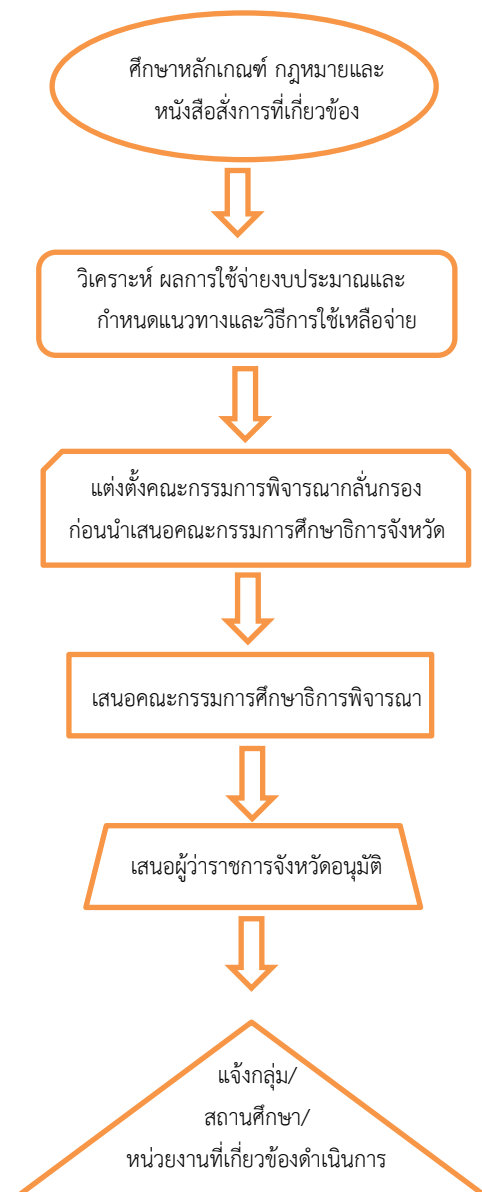 ศึกษาหลักเกณฑ์ กฎหมายและ
หนังสือสั่งการที่เกี่ยวข้อง
วิเคราะห์ ผลการใช้จ่ายงบประมาณและ
กำหนดแนวทางและวิธีการใช้เหลือจ่าย
แต่งตั้งคณะกรรมการพิจารณากลั่นกรอง
ก่อนนำเสนอคณะกรรมการศึกษาธิการจังหวัด
เสนอคณะกรรมการศึกษาธิการพิจารณา
เสนอผู้ว่าราชการจังหวัดอนุมัติ
แจ้งกลุ่ม/
สถานศึกษา/
หน่วยงานที่เกี่ยวข้องดำเนินการ